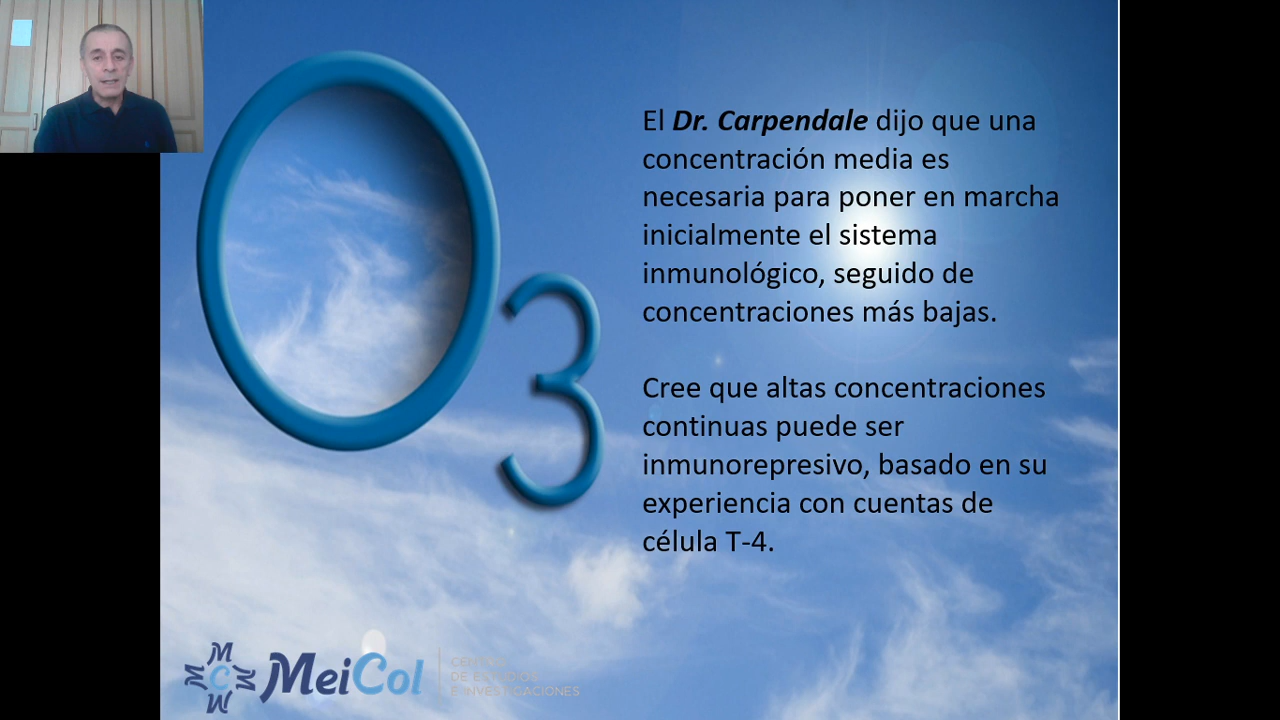 O3
El Dr. Carpendale dijo que una
concentración media es
necesaria para poner en marcha
inicialmente el sistema
inmunológico, seguido de
concentraciones más bajas.
Cree que altas concentraciones
continuas puede ser
inmunorepresivo, basado en su
experiencia con cuentas de
célula T-4.
MeiCol
CENTRO
DE ESTUDIOS
E INVESTIGACIONES